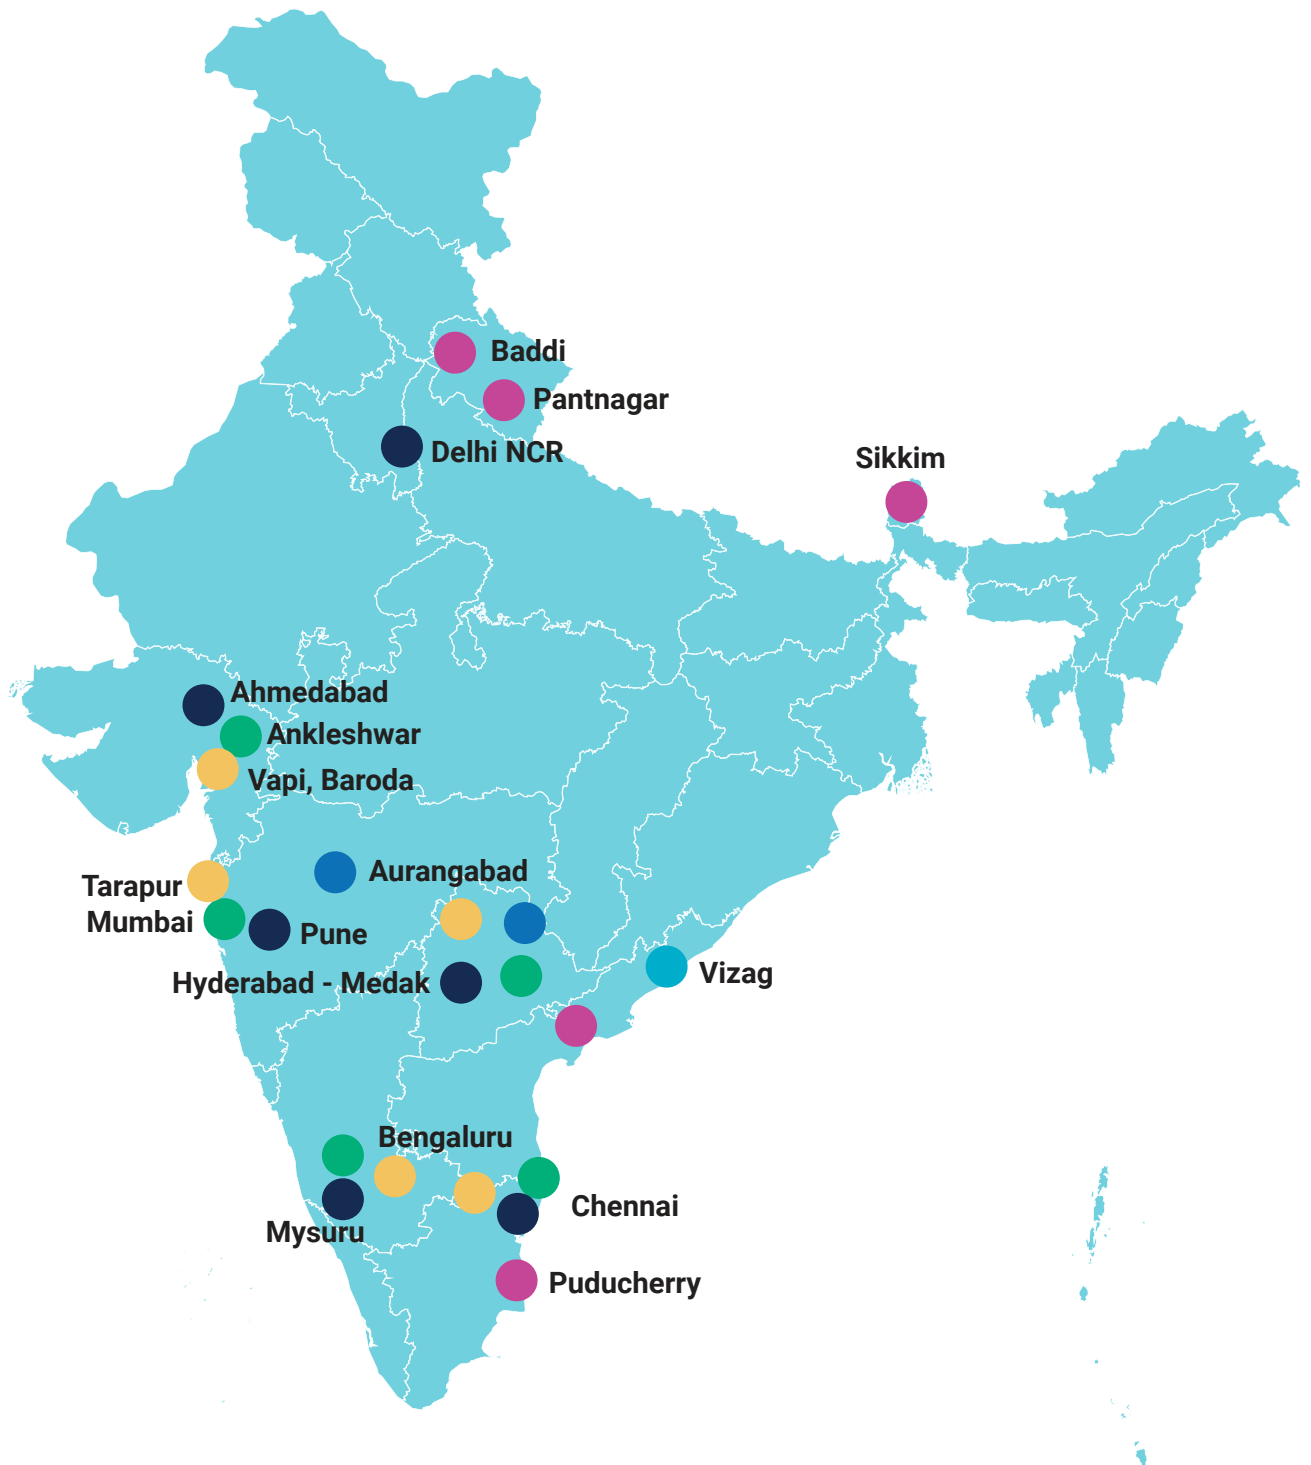 Baddi
Pantnagar
Delhi NCR
Sikkim
Ahmedabad
Ankleshwar
Vapi, Baroda
Aurangabad
Tarapur
Mumbai
Pune
Hyderabad - Medak
Vizag
Bengaluru
Chennai
Mysuru
Puducherry